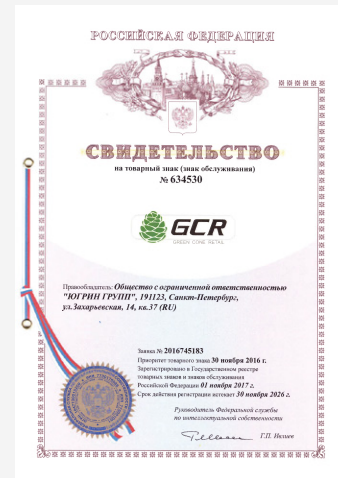 РОССИЙСКАЯ ФЕДЕРАЦИЯ
СВИДЕТЕЛЬСТВО
на товарный знак (знак обслуживания)
№ 634530
GCR
GREEN CONE RETAIL
Правообладатель: Общество с ограниченной ответственностью
"ЮГРИН ГРУПП", 191123, Санкт-Петербург,
ул.Захарьевская, 14, кв.37 (RU)
Заявка № 2016745183
Приоритет товарного знака 30 ноября 2016 г.
Зарегистрировано в Государственном реестре
товарных знаков и знаков обслуживания
Российской Федерации 01 ноября 2017 г.
Срок действия регистрации истекает 30 ноября 2026 г.
Руководитель Федеральной службы
по интеллектуальной собственности
Г.П. Ивлиев